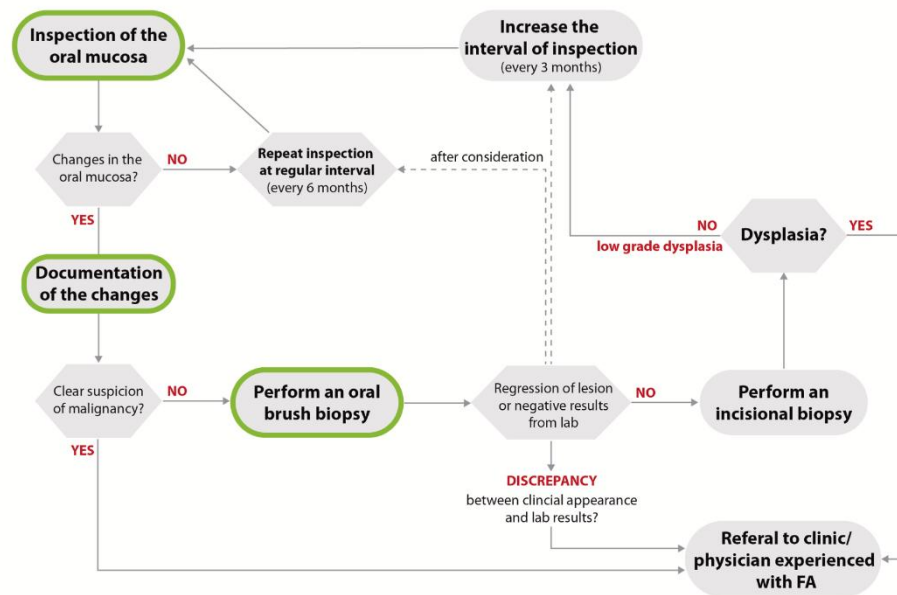 Inspection of the
oral mucosa
Increase the
interval of inspection
(every 3 months)
Changes in the
oral mucosa?
NO
Repeat inspection
at regular interval
(every 6 months)
after consideration
YES
NO
low grade dysplasia
Dysplasia?
YES
Documentation
of the changes
Clear suspicion
of malignancy?
NO
Perform an oral
brush biopsy
Regression of lesion
or negative results
from lab
NO
Perform an
incisional biopsy
YES
DISCREPANCY
between clincial appearance
and lab results?
Referal to clinic/
physician experienced
with FA